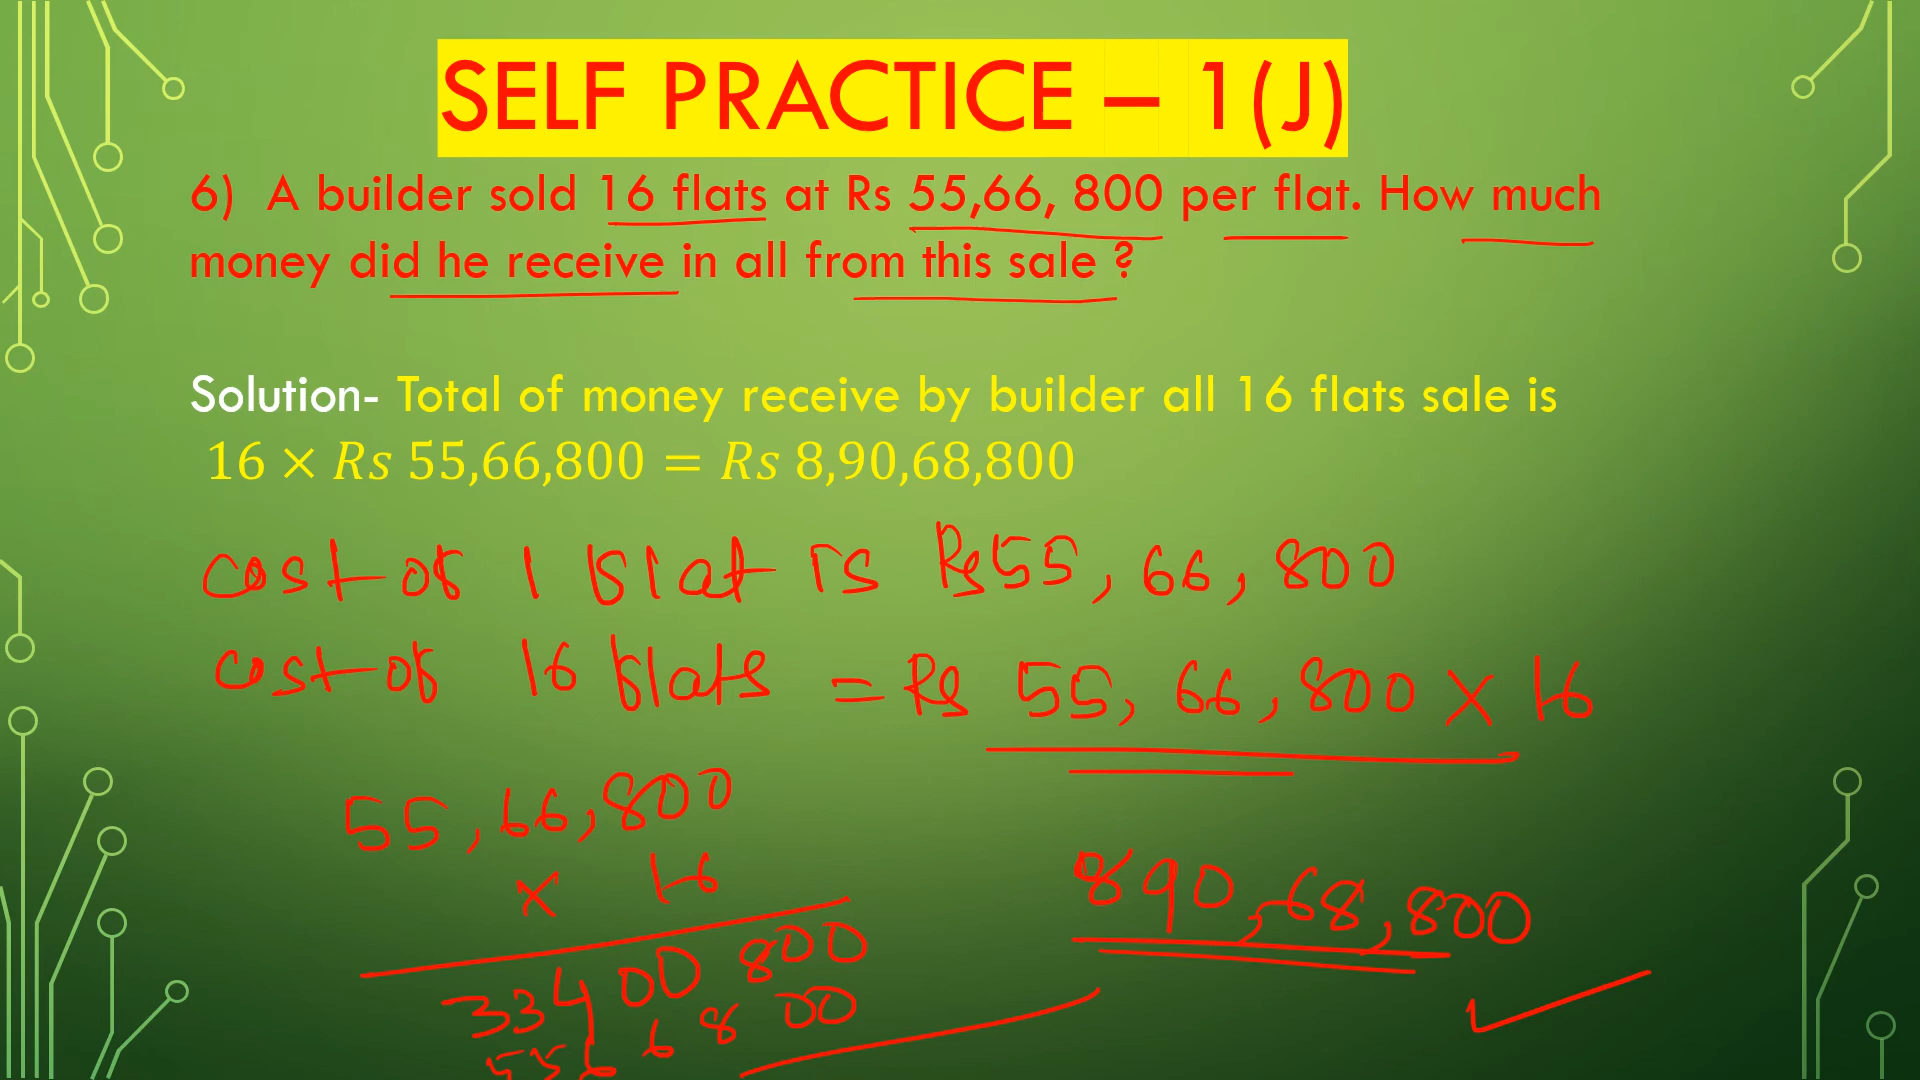 SELF PRACTICE – 1(J)
6) A builder sold 16 flats at Rs 55,66, 800 per flat. How much
money did he receive in all from this sale ?
Solution- Total of money receive by builder all 16 flats sale is
16 × Rs 55,66,800 = Rs 8,90,68,800
cost of 1 flat is Rs 55,66,800
cost of 16 flats = Rs 55,66,800 × 16
55,66,800
× 16
33400800
5566800
890,68,800